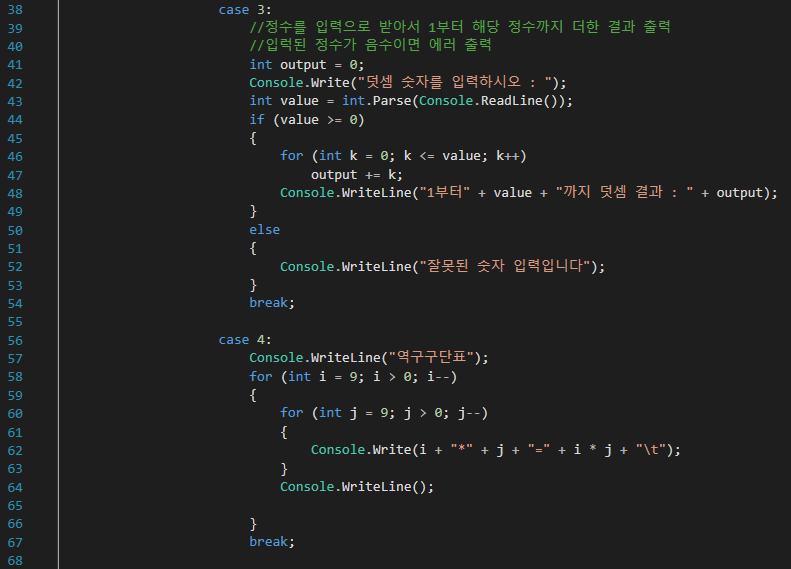 38 case 3:
39 //정수를 입력으로 받아서 1부터 해당 정수까지 더한 결과 출력
40 //입력된 정수가 음수이면 에러 출력
41 int output = 0;
42 Console.Write("덧셈 숫자를 입력하시오 : ");
43 int value = int.Parse(Console.ReadLine());
44 if (value >= 0)
45 {
46 for (int k = 0; k <= value; k++)
47 output += k;
48 Console.WriteLine("1부터" + value + "까지 덧셈 결과 : " + output);
49 }
50 else
51 {
52 Console.WriteLine("잘못된 숫자 입력입니다");
53 }
54 break;
55
56 case 4:
57 Console.WriteLine("역구구단표");
58 for (int i = 9; i > 0; i--)
59 {
60 for (int j = 9; j > 0; j--)
61 {
62 Console.Write(i + "*" + j + "=" + i * j + "\t");
63 }
64 Console.WriteLine();
65
66 }
67 break;
68